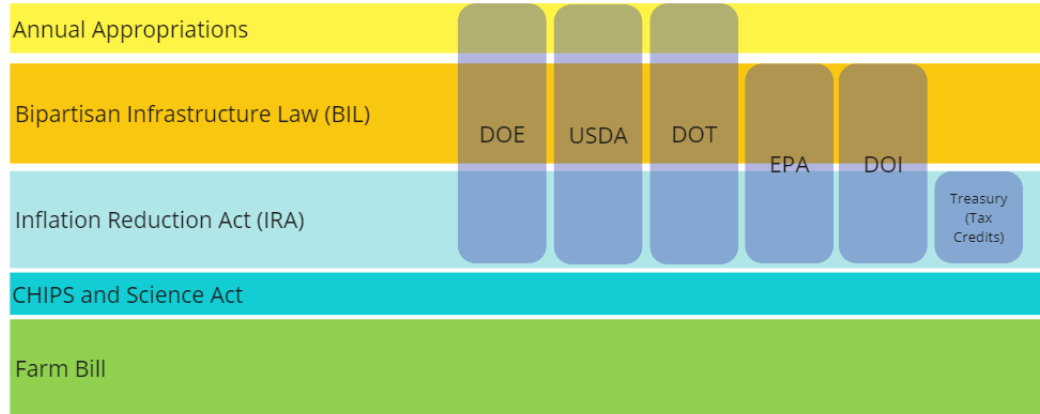 Annual Appropriations
Bipartisan Infrastructure Law (BIL)
DOE
USDA
DOT
EPA
DOI
Inflation Reduction Act (IRA)
Treasury
(Tax
Credits)
CHIPS and Science Act
Farm Bill